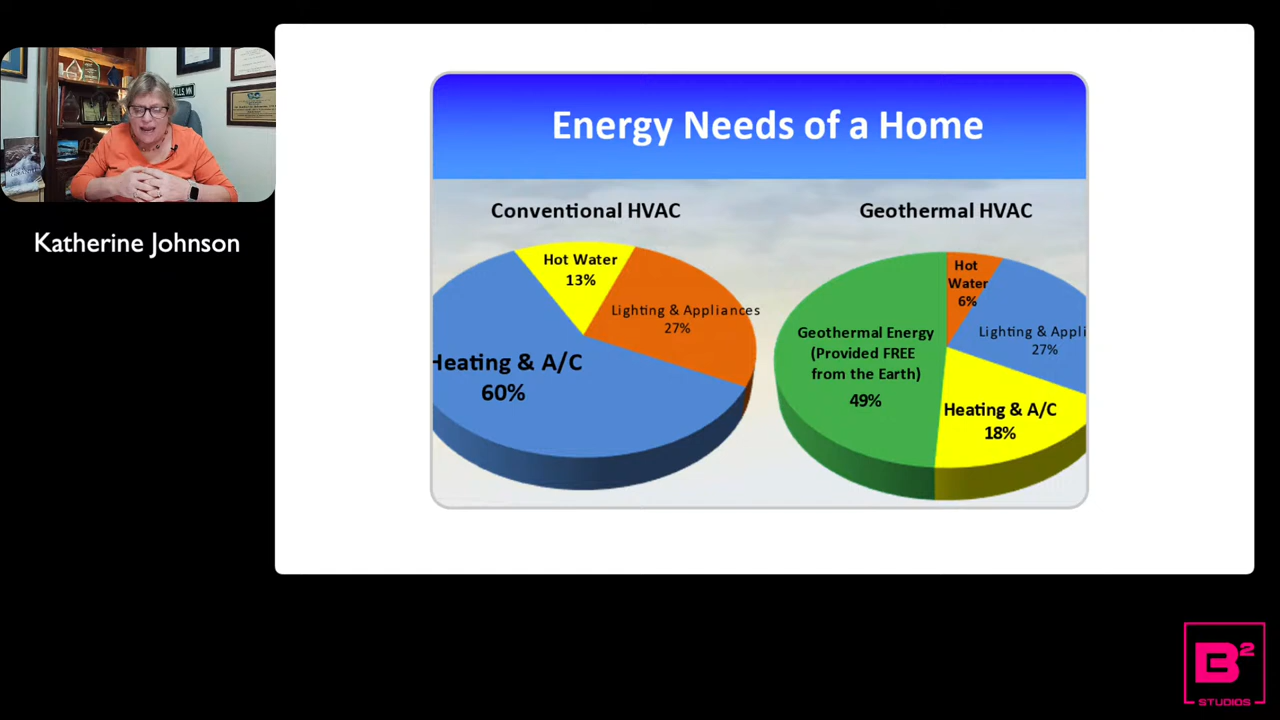 Katherine Johnson
Energy Needs of a Home
Conventional HVAC
Hot Water
13%
Lighting & Appliances
27%
Heating & A/C
60%
Geothermal HVAC
Hot
Water
6%
Lighting & Appli
27%
Geothermal Energy
(Provided FREE
from the Earth)
49%
Heating & A/C
18%
B2
STUDIOS